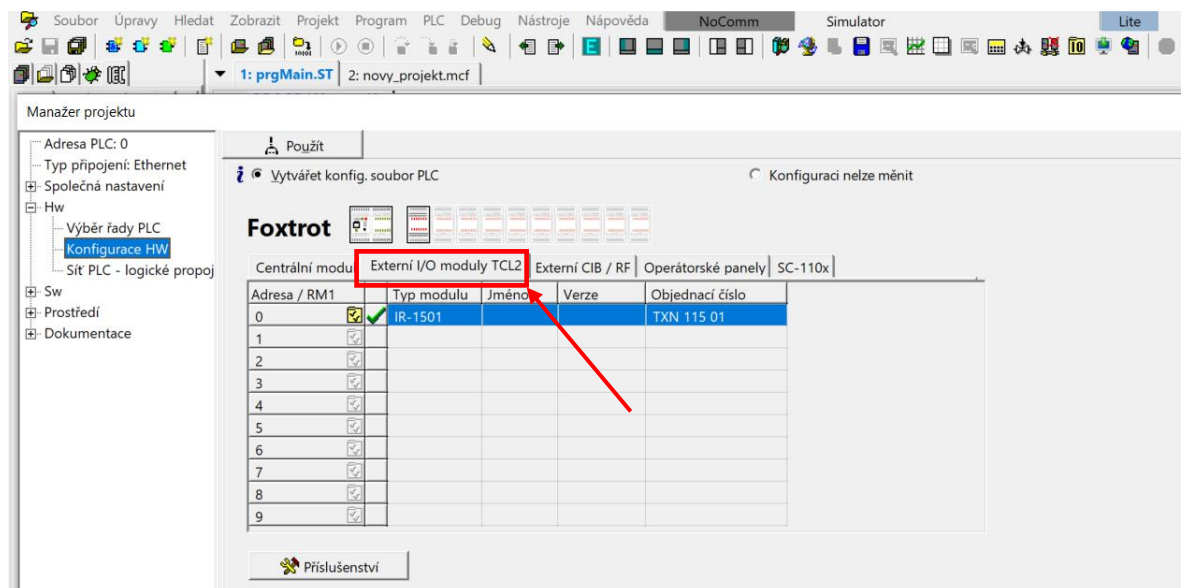 Soubor Úpravy Hledat Zobrazit Projekt Program PLC Debug Nástroje Nápověda NoComm Simulator Lite
1: prgMain.ST 2: novy_projekt.mcf
Manažer projektu
Adresa PLC: 0
Typ připojení: Ethernet
Společná nastavení
Hw
Výběr řady PLC
Konfigurace HW
Síť PLC - logické propoj
Sw
Prostředí
Dokumentace
Použít
Vytvářet konfig. soubor PLC Konfiguraci nelze měnit
Foxtrot
Centrální modu Externí I/O moduly TCL2 Externí CIB / RF Operátorské panely SC-110x
Adresa / RM1 Typ modulu Jméno Verze Objednací číslo
0 IR-1501 TXN 115 01
1
2
3
4
5
6
7
8
9
Příslušenství